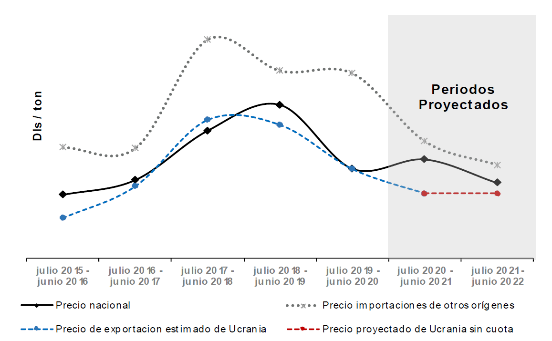 Dls / ton
Periodos
Proyectados
julio 2015 -
junio 2016
julio 2016 -
junio 2017
julio 2017 -
junio 2018
julio 2018 -
junio 2019
julio 2019 -
junio 2020
julio 2020 -
junio 2021
julio 2021-
junio 2022
Precio nacional
Precio importaciones de otros orígenes
Precio de exportacion estimado de Ucrania
Precio proyectado de Ucrania sin cuota